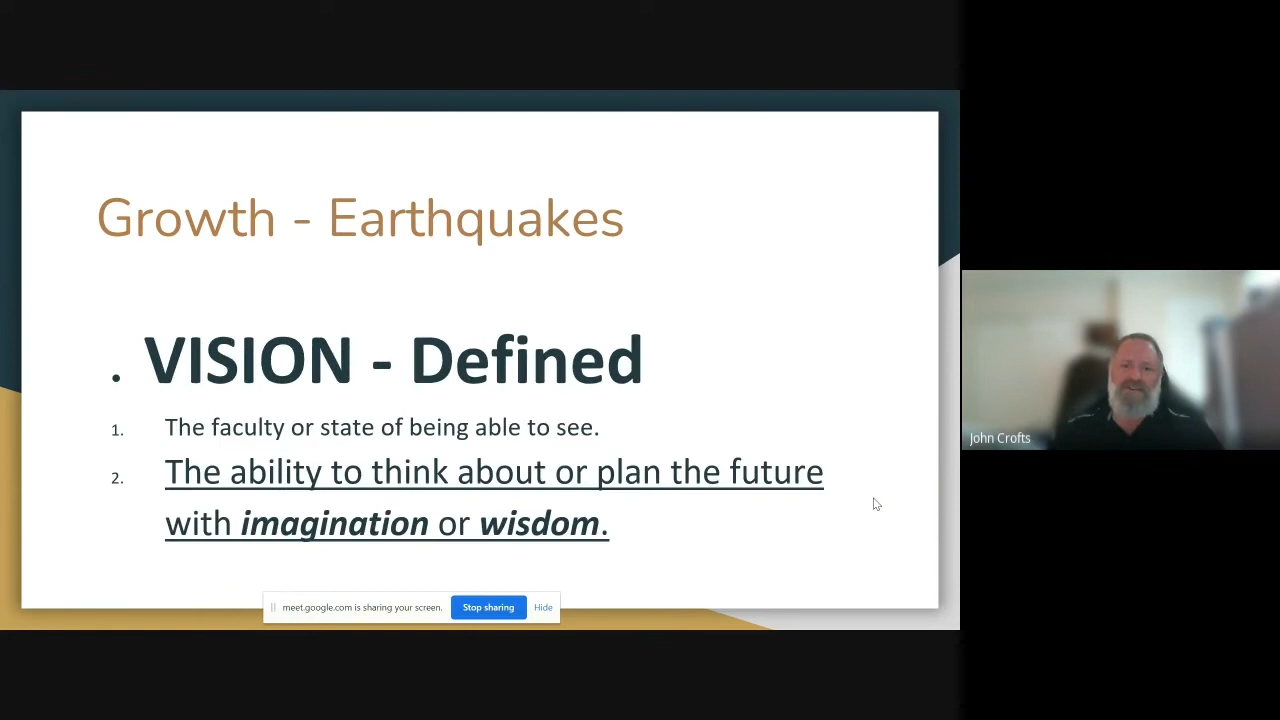 Growth - Earthquakes
. VISION - Defined
1. The faculty or state of being able to see.
2. The ability to think about or plan the future
with imagination or wisdom.
meet.google.com is sharing your screen. Stop sharing Hide
John Crofts